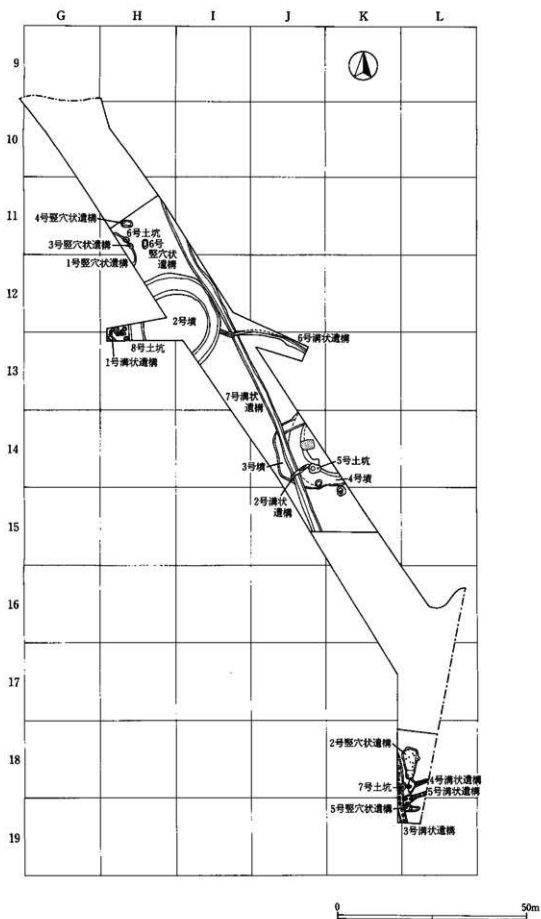 G H I J K L
9
10
11
4号竪穴状遺構
6号土坑
3号竪穴状遺構
6号
竪穴状
遺構
1号竪穴状遺構
12
2号墳
6号溝状遺構
8号土坑
1号溝状遺構
13
7号溝状
遺構
14
3号墳
5号土坑
4号墳
2号溝状
遺構
15
16
17
18
2号竪穴状遺構
4号溝状遺構
7号土坑
5号溝状遺構
5号竪穴状遺構
3号溝状遺構
19
0 50m